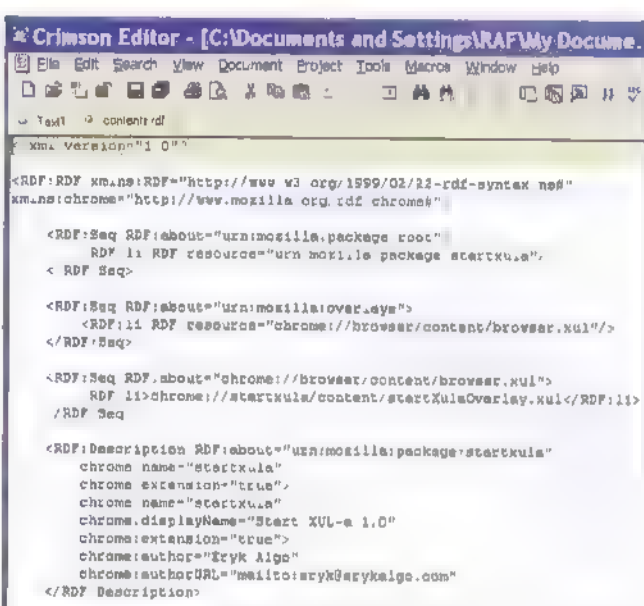 Crimson Editor - [C:\Documents and Settings\RAF\My Docume.
File Edit Search View Document Project Tools Macros Window Help
Text1 contents.rdf
xml version="1 0"?
<RDF:RDF xmlns:RDF="http://www w3 org/1999/02/22-rdf-syntax ns#"
xmlns:chrome="http://www.mozilla org rdf chrome#"
<RDF:Seq RDF:about="urn:mozilla:package root"
RDF li RDF resource="urn mozilla package startxula"/
< RDF Seq>
<RDF:Seq RDF:about="urn:mozilla:overlays">
<RDF:li RDF resource="chrome://browser/content/browser.xul"/>
</RDF:Seq>
<RDF:Seq RDF:about="chrome://browser/content/browser.xul">
RDF li>chrome://startxula/content/startXulaOverlay.xul</RDF:li>
/RDF Seq
<RDF:Description RDF:about="urn:mozilla:package:startxula"
chrome name="startxula"
chrome extension="true"/
chrome name="startxula"
chrome.displayName="Start XUL-a 1.0"
chrome:extension="true">
chrome:author="Eryk Algo"
chrome:authorURL="mailto:eryk@erykalgo.com"
</RDF Description>